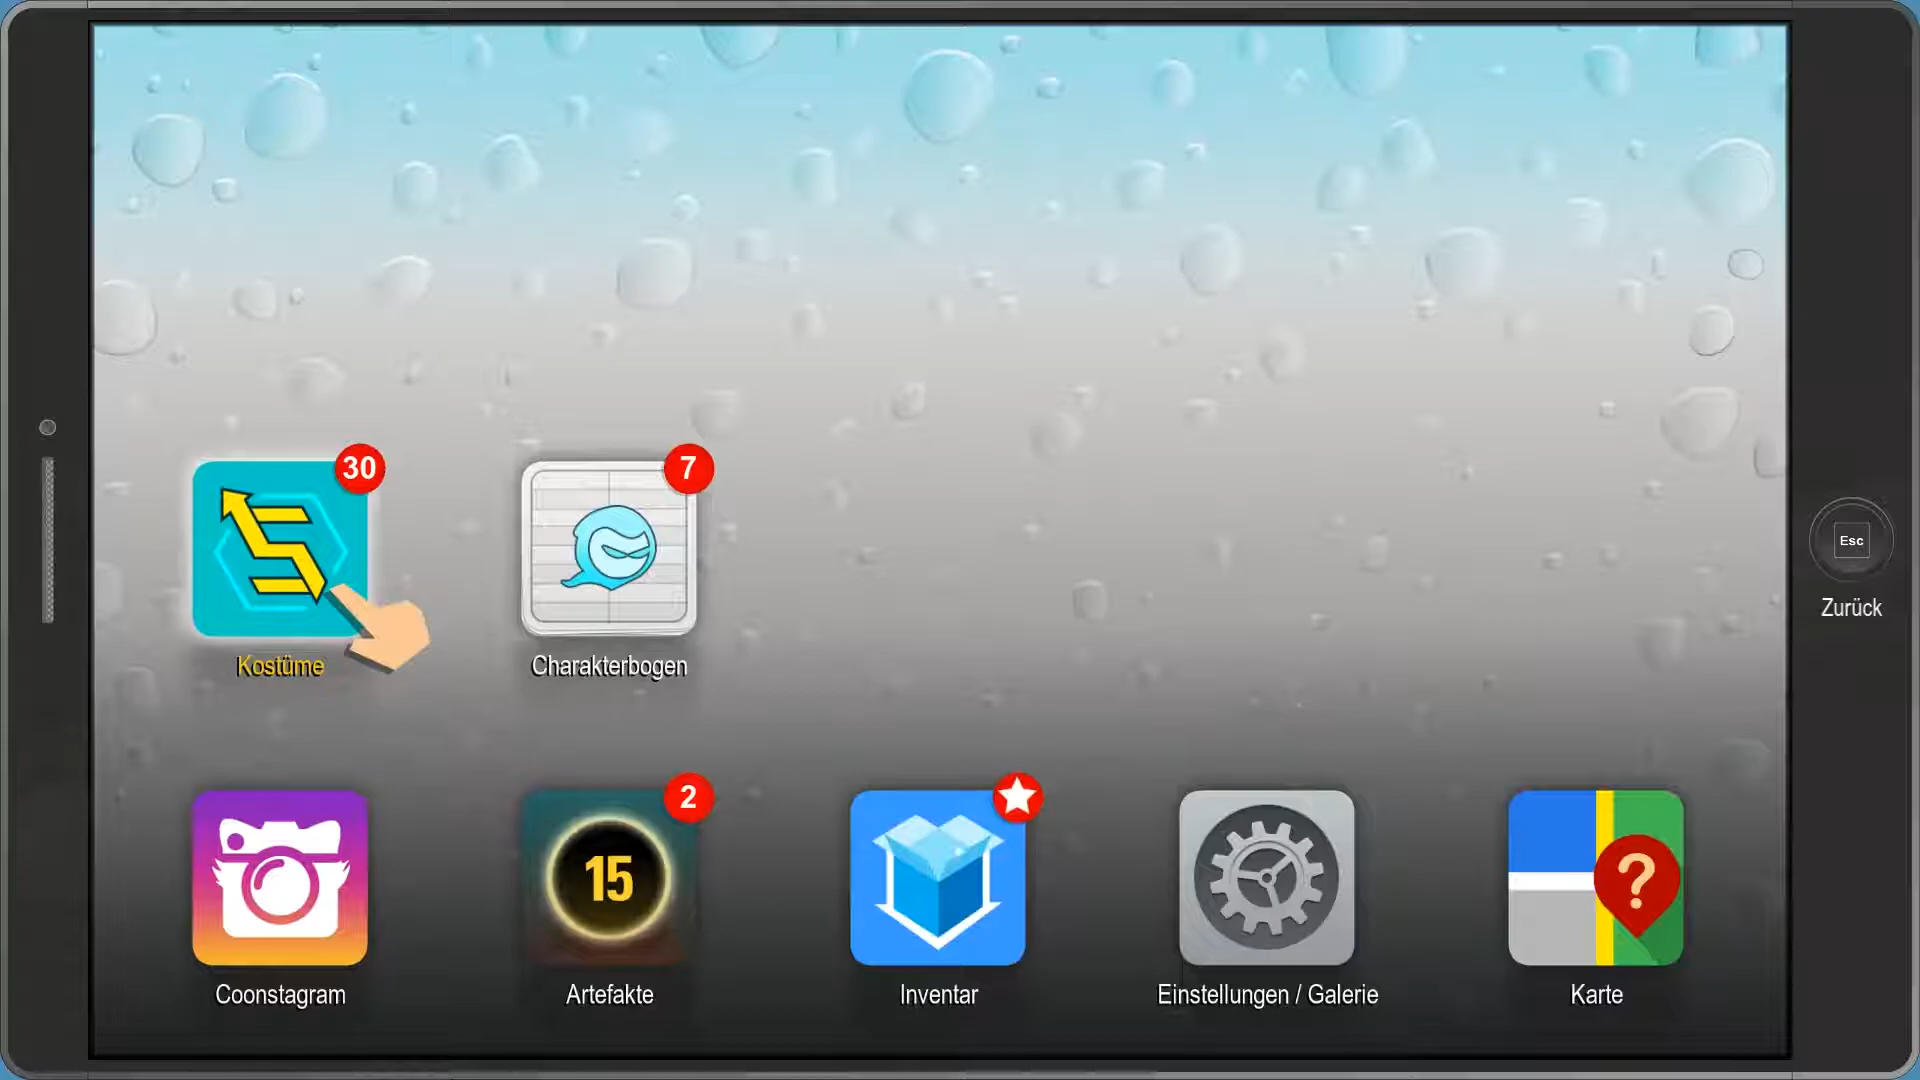 30
7
Kostüme
Charakterbogen
Esc
Zurück
2
15
?
Coonstagram
Artefakte
Inventar
Einstellungen / Galerie
Karte